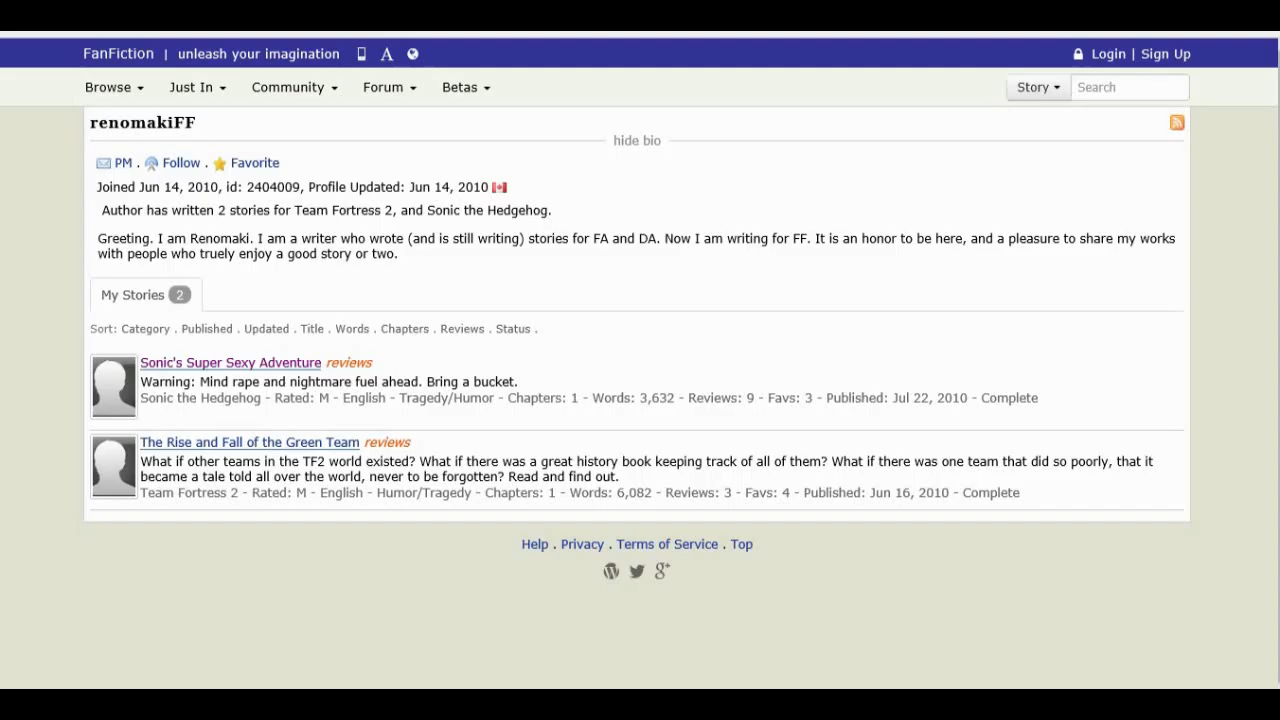 FanFiction | unleash your imagination A Login | Sign Up
Browse Just In Community Forum Betas Story Search
renomakiFF
hide bio
PM . Follow . Favorite
Joined Jun 14, 2010, id: 2404009, Profile Updated: Jun 14, 2010
Author has written 2 stories for Team Fortress 2, and Sonic the Hedgehog.
Greeting. I am Renomaki. I am a writer who wrote (and is still writing) stories for FA and DA. Now I am writing for FF. It is an honor to be here, and a pleasure to share my works
with people who truely enjoy a good story or two.
My Stories 2
Sort: Category . Published . Updated . Title . Words . Chapters . Reviews . Status .
Sonic's Super Sexy Adventure reviews
Warning: Mind rape and nightmare fuel ahead. Bring a bucket.
Sonic the Hedgehog - Rated: M - English - Tragedy/Humor - Chapters: 1 - Words: 3,632 - Reviews: 9 - Favs: 3 - Published: Jul 22, 2010 - Complete
The Rise and Fall of the Green Team reviews
What if other teams in the TF2 world existed? What if there was a great history book keeping track of all of them? What if there was one team that did so poorly, that it
became a tale told all over the world, never to be forgotten? Read and find out.
Team Fortress 2 - Rated: M - English - Humor/Tragedy - Chapters: 1 - Words: 6,082 - Reviews: 3 - Favs: 4 - Published: Jun 16, 2010 - Complete
Help . Privacy . Terms of Service . Top